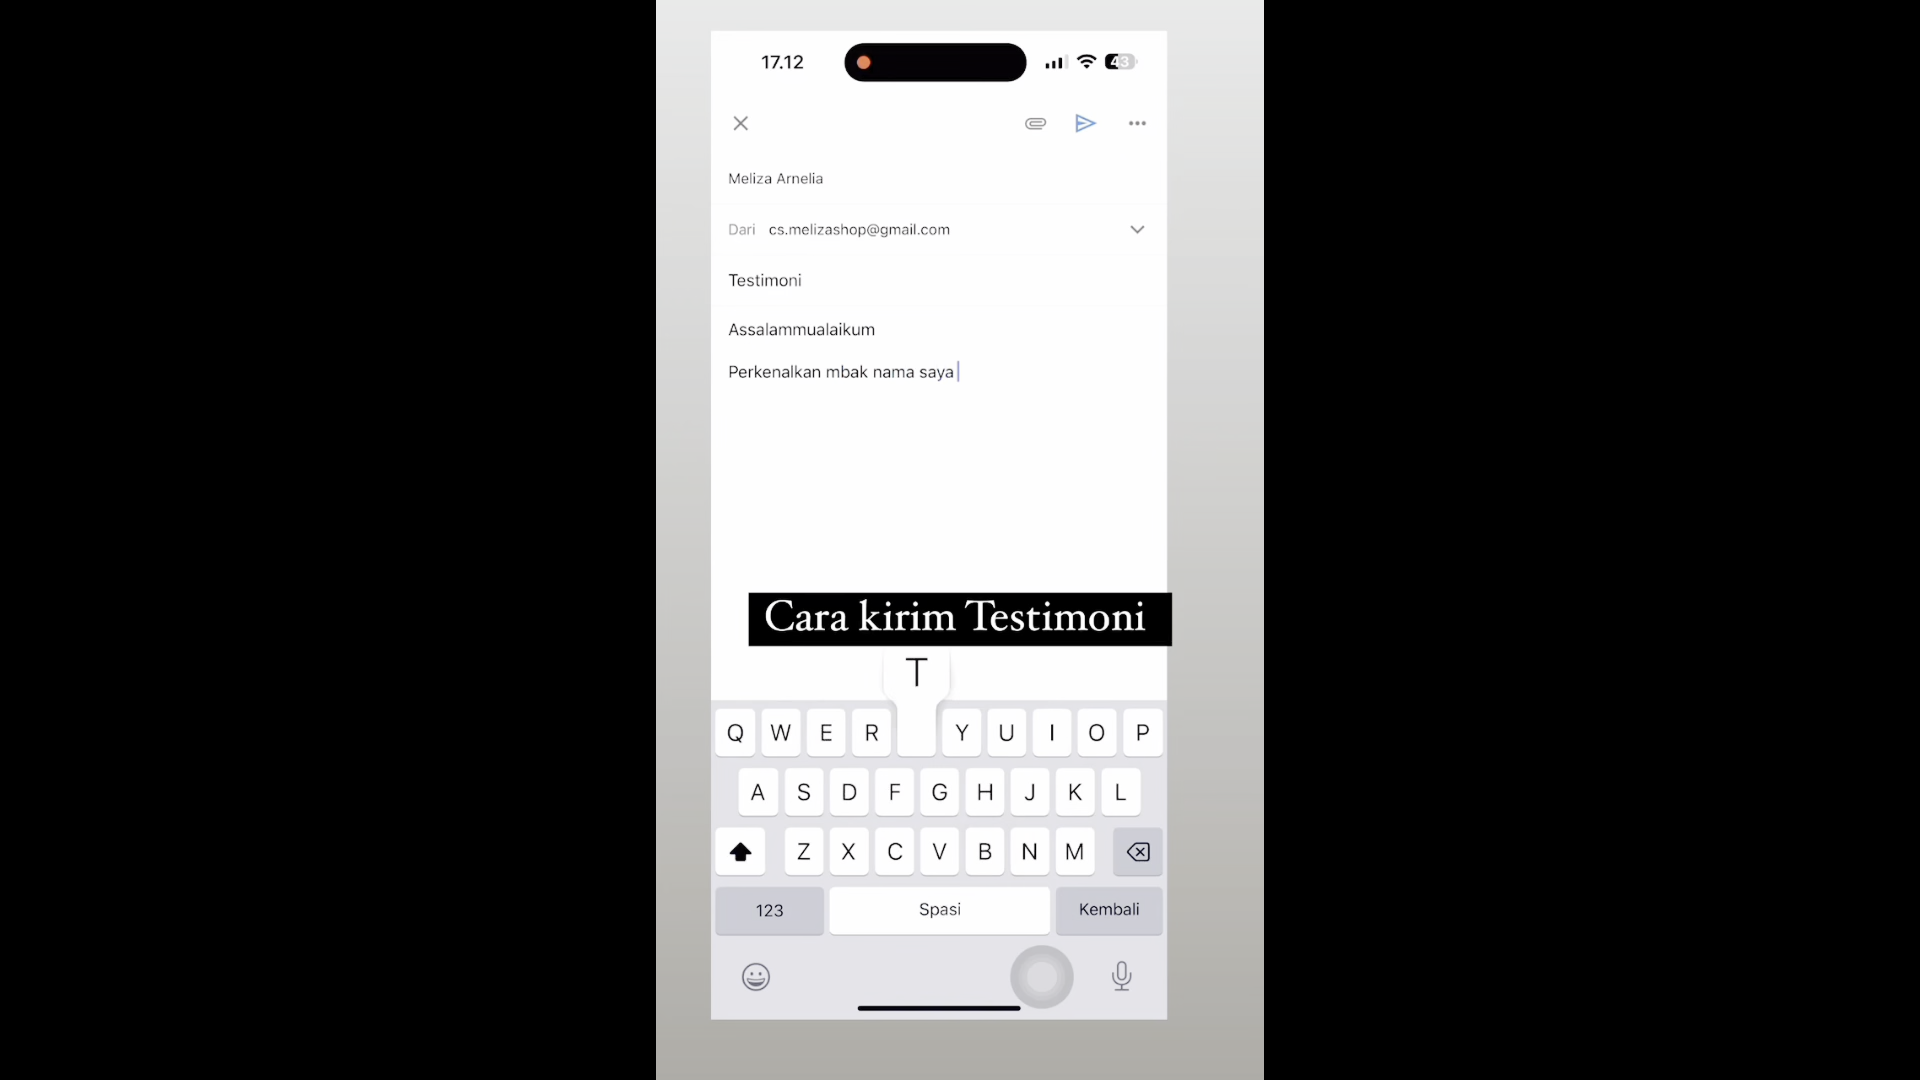 17.12
43
Meliza Arnelia
Dari cs.melizashop@gmail.com
Testimoni
Assalammualaikum
Perkenalkan mbak nama saya
Cara kirim Testimoni
T
Q W E R Y U I O P
A S D F G H J K L
Z X C V B N M
123 Spasi Kembali